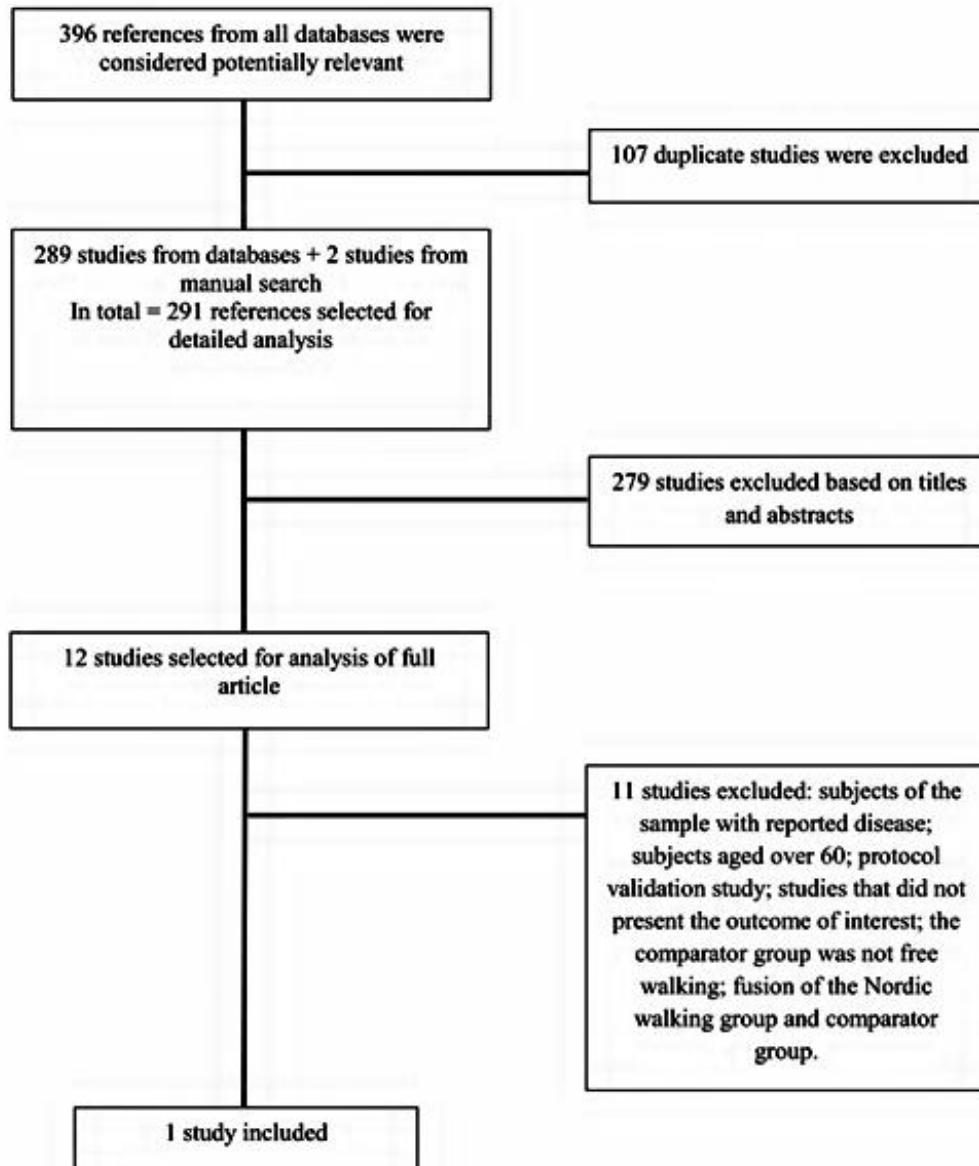 396 references from all databases were
considered potentially relevant
107 duplicate studies were excluded
289 studies from databases + 2 studies from
manual search
In total = 291 references selected for
detailed analysis
279 studies excluded based on titles
and abstracts
12 studies selected for analysis of full
article
11 studies excluded: subjects of the
sample with reported disease;
subjects aged over 60; protocol
validation study; studies that did not
present the outcome of interest; the
comparator group was not free
walking; fusion of the Nordic
walking group and comparator
group.
1 study included